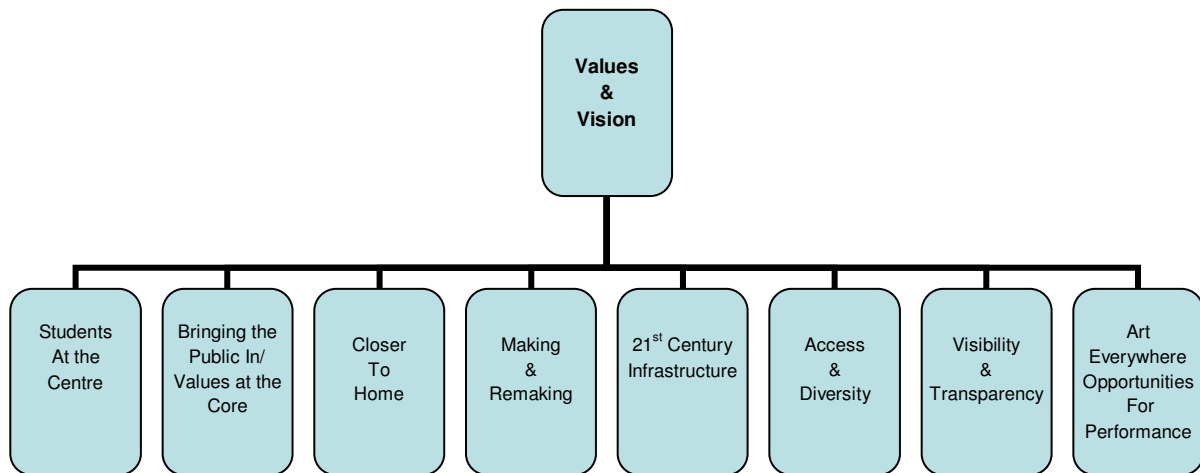 Values
&
Vision
Students
At the
Centre
Bringing the
Public In/
Values at the
Core
Closer
To
Home
Making
&
Remaking
21st Century
Infrastructure
Access
&
Diversity
Visibility
&
Transparency
Art
Everywhere
Opportunities
For
Performance